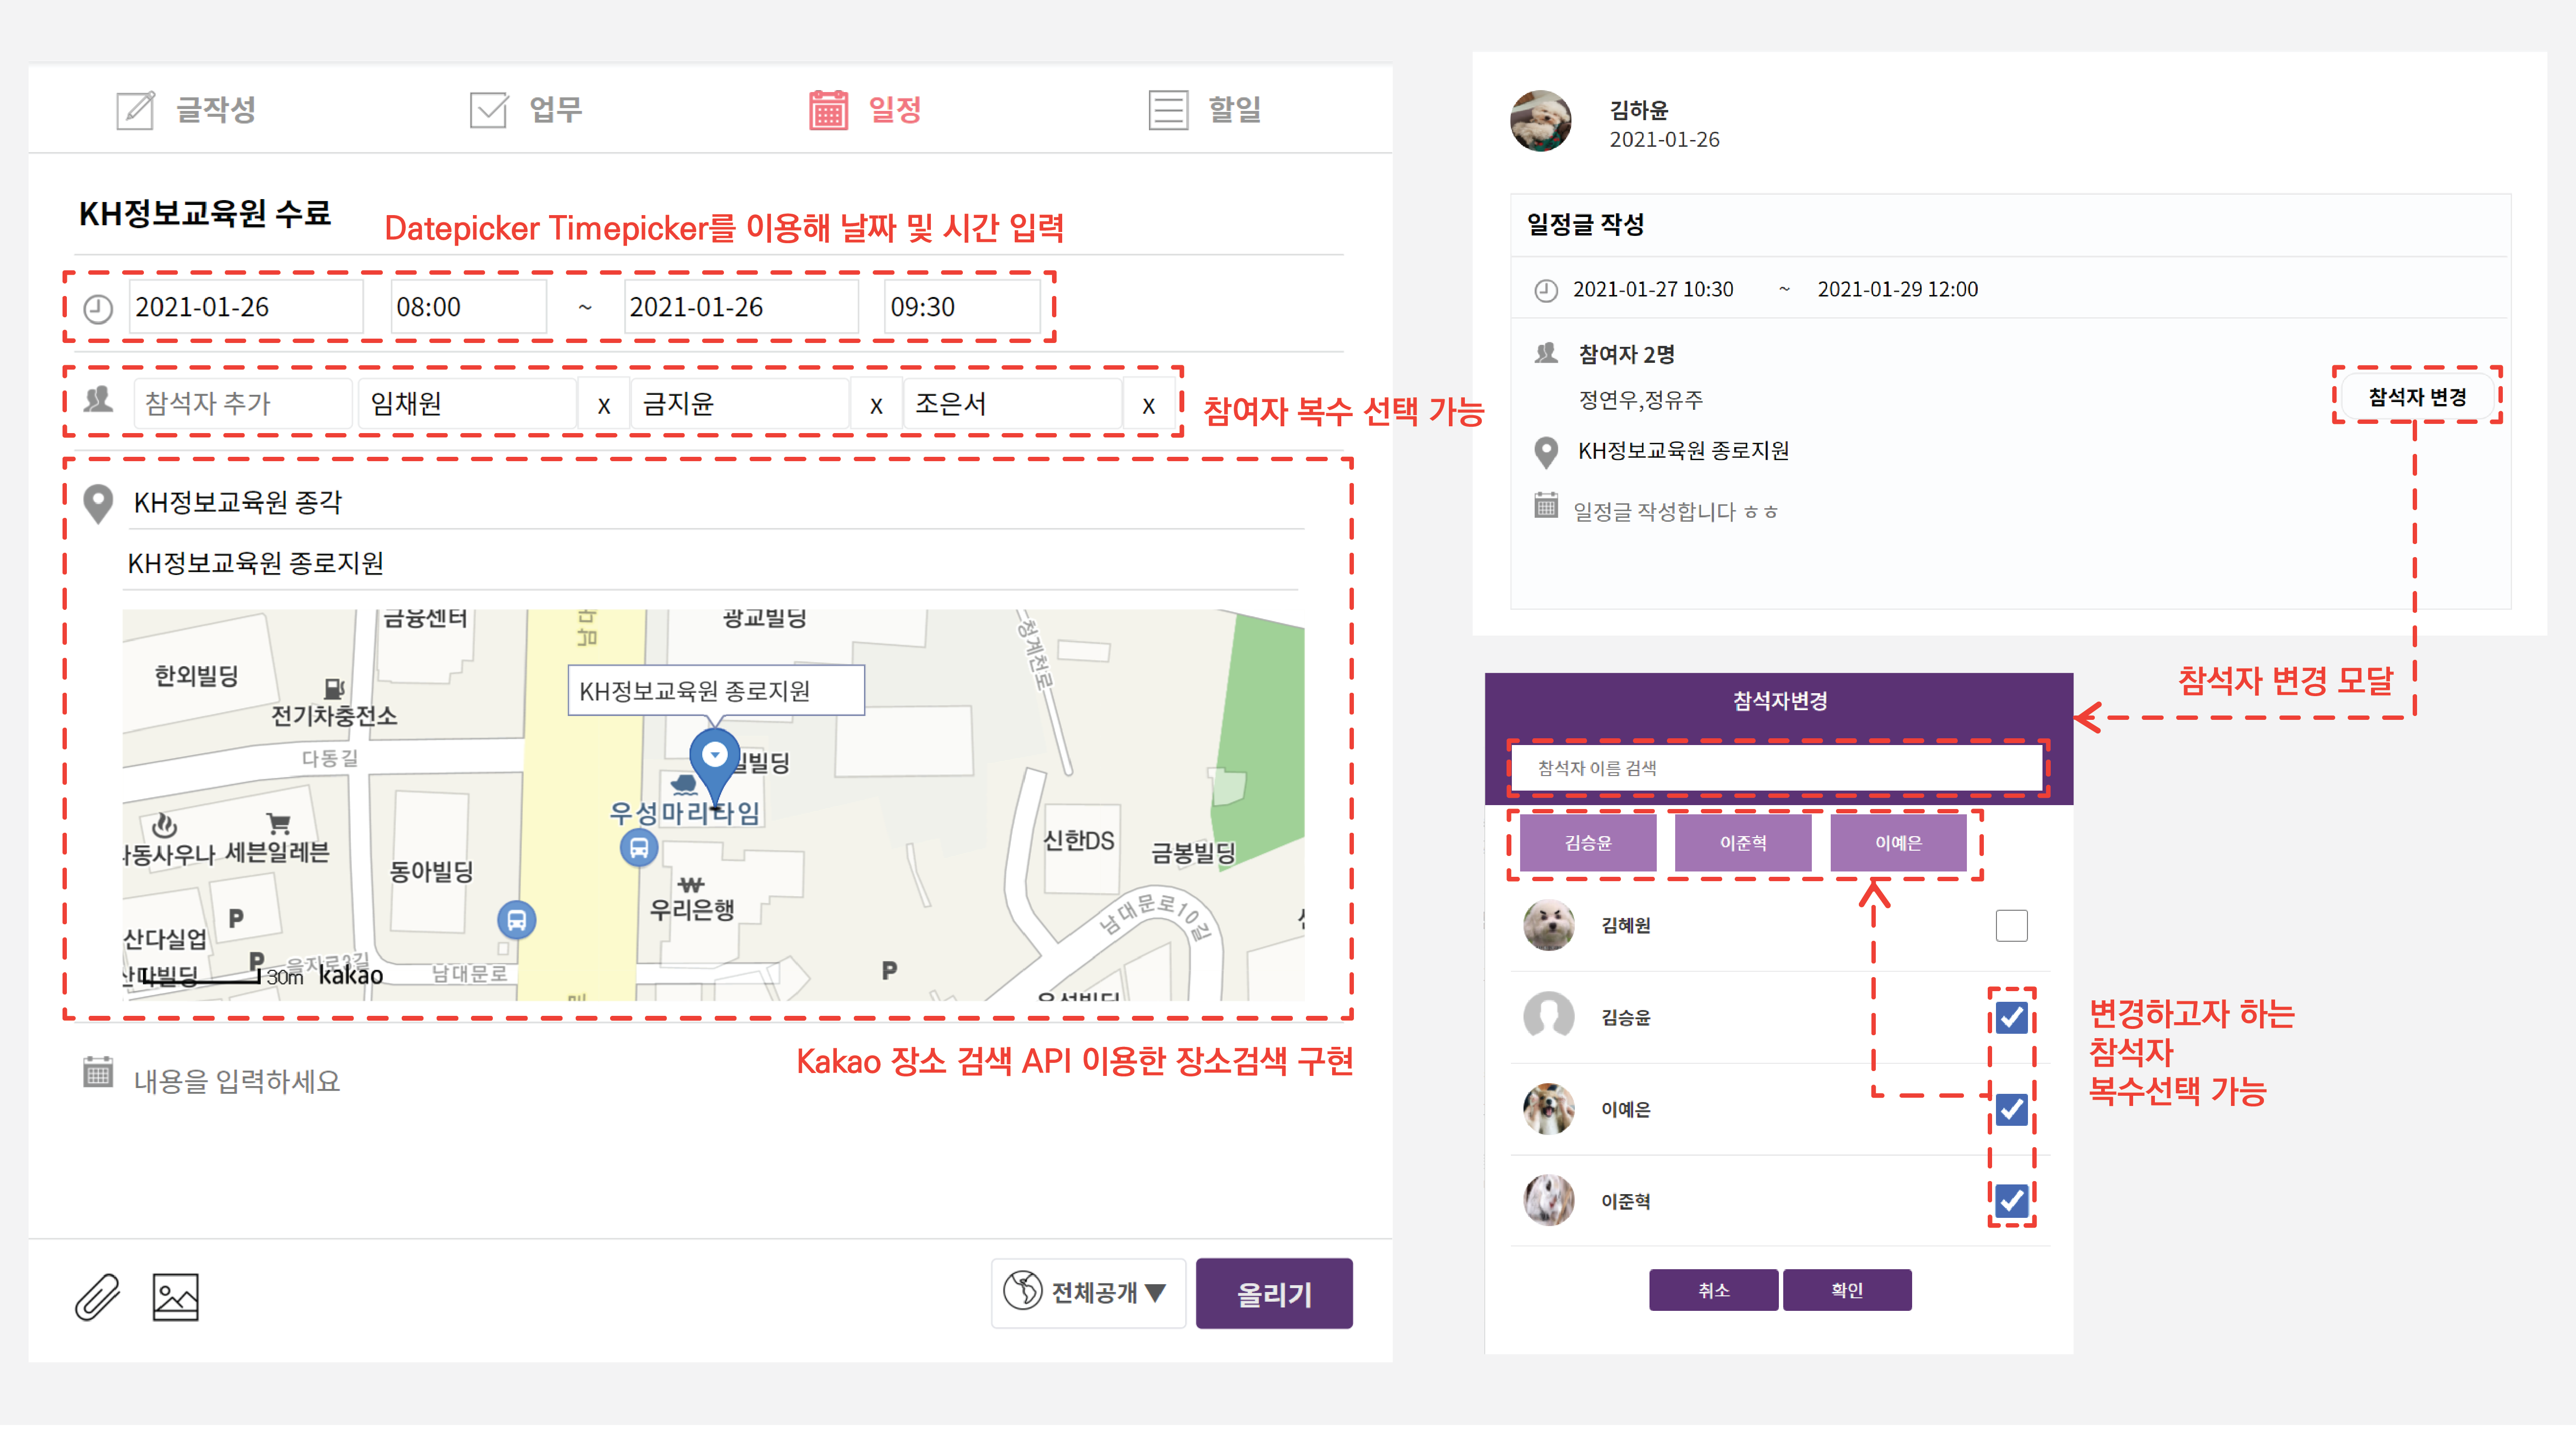 글작성
업무
일정
할일
KH정보교육원 수료
Datepicker Timepicker를 이용해 날짜 및 시간 입력
2021-01-26
08:00
~
2021-01-26
09:30
참석자 추가
임채원
x
금지윤
x
조은서
x
참여자 복수 선택 가능
KH정보교육원 종각
KH정보교육원 종로지원
금융센터
광교빌딩
청계천로
한외빌딩
전기차충전소
KH정보교육원 종로지원
다동길
빌딩
우성마리타임
동사우나
세븐일레븐
동아빌딩
신한DS
금봉빌딩
우리은행
남대문로10길
P
산다실업
P
을지로3길
30m
kakao
남대문로
P
Kakao 장소 검색 API 이용한 장소검색 구현
내용을 입력하세요
전체공개 ▼
올리기
김하윤
2021-01-26
일정글 작성
2021-01-27 10:30 ~ 2021-01-29 12:00
참여자 2명
정연우,정유주
참석자 변경
KH정보교육원 종로지원
일정글 작성합니다 ㅎㅎ
참석자 변경 모달
참석자변경
참석자 이름 검색
김승윤
이준혁
이예은
김혜원
김승윤
이예은
이준혁
변경하고자 하는
참석자
복수선택 가능
취소
확인